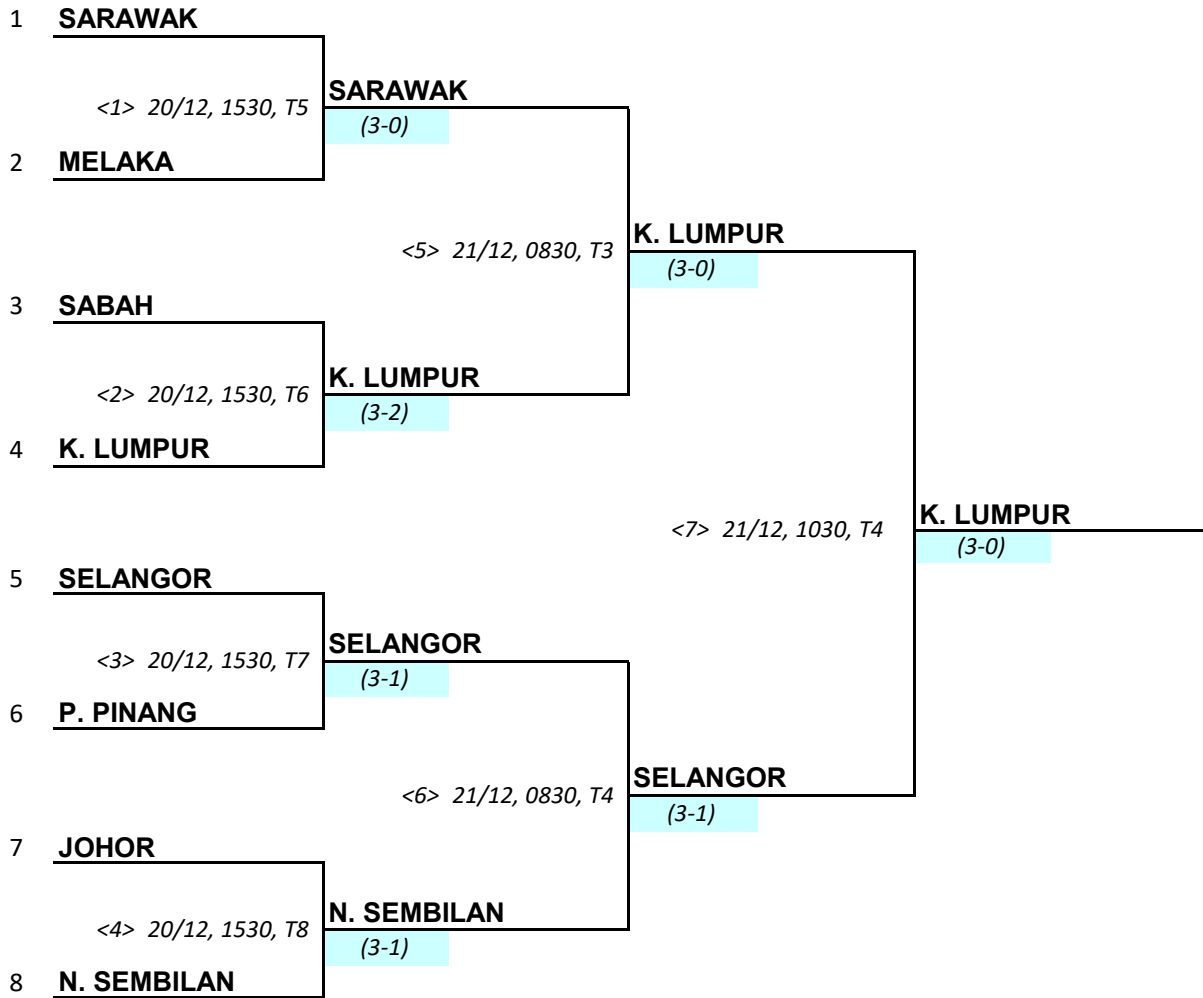 1 SARAWAK
SARAWAK
<1> 20/12, 1530, T5
(3-0)
2 MELAKA
K. LUMPUR
<5> 21/12, 0830, T3
(3-0)
3 SABAH
K. LUMPUR
<2> 20/12, 1530, T6
(3-2)
4 K. LUMPUR
K. LUMPUR
<7> 21/12, 1030, T4
(3-0)
5 SELANGOR
SELANGOR
<3> 20/12, 1530, T7
(3-1)
6 P. PINANG
SELANGOR
<6> 21/12, 0830, T4
(3-1)
7 JOHOR
N. SEMBILAN
<4> 20/12, 1530, T8
(3-1)
8 N. SEMBILAN